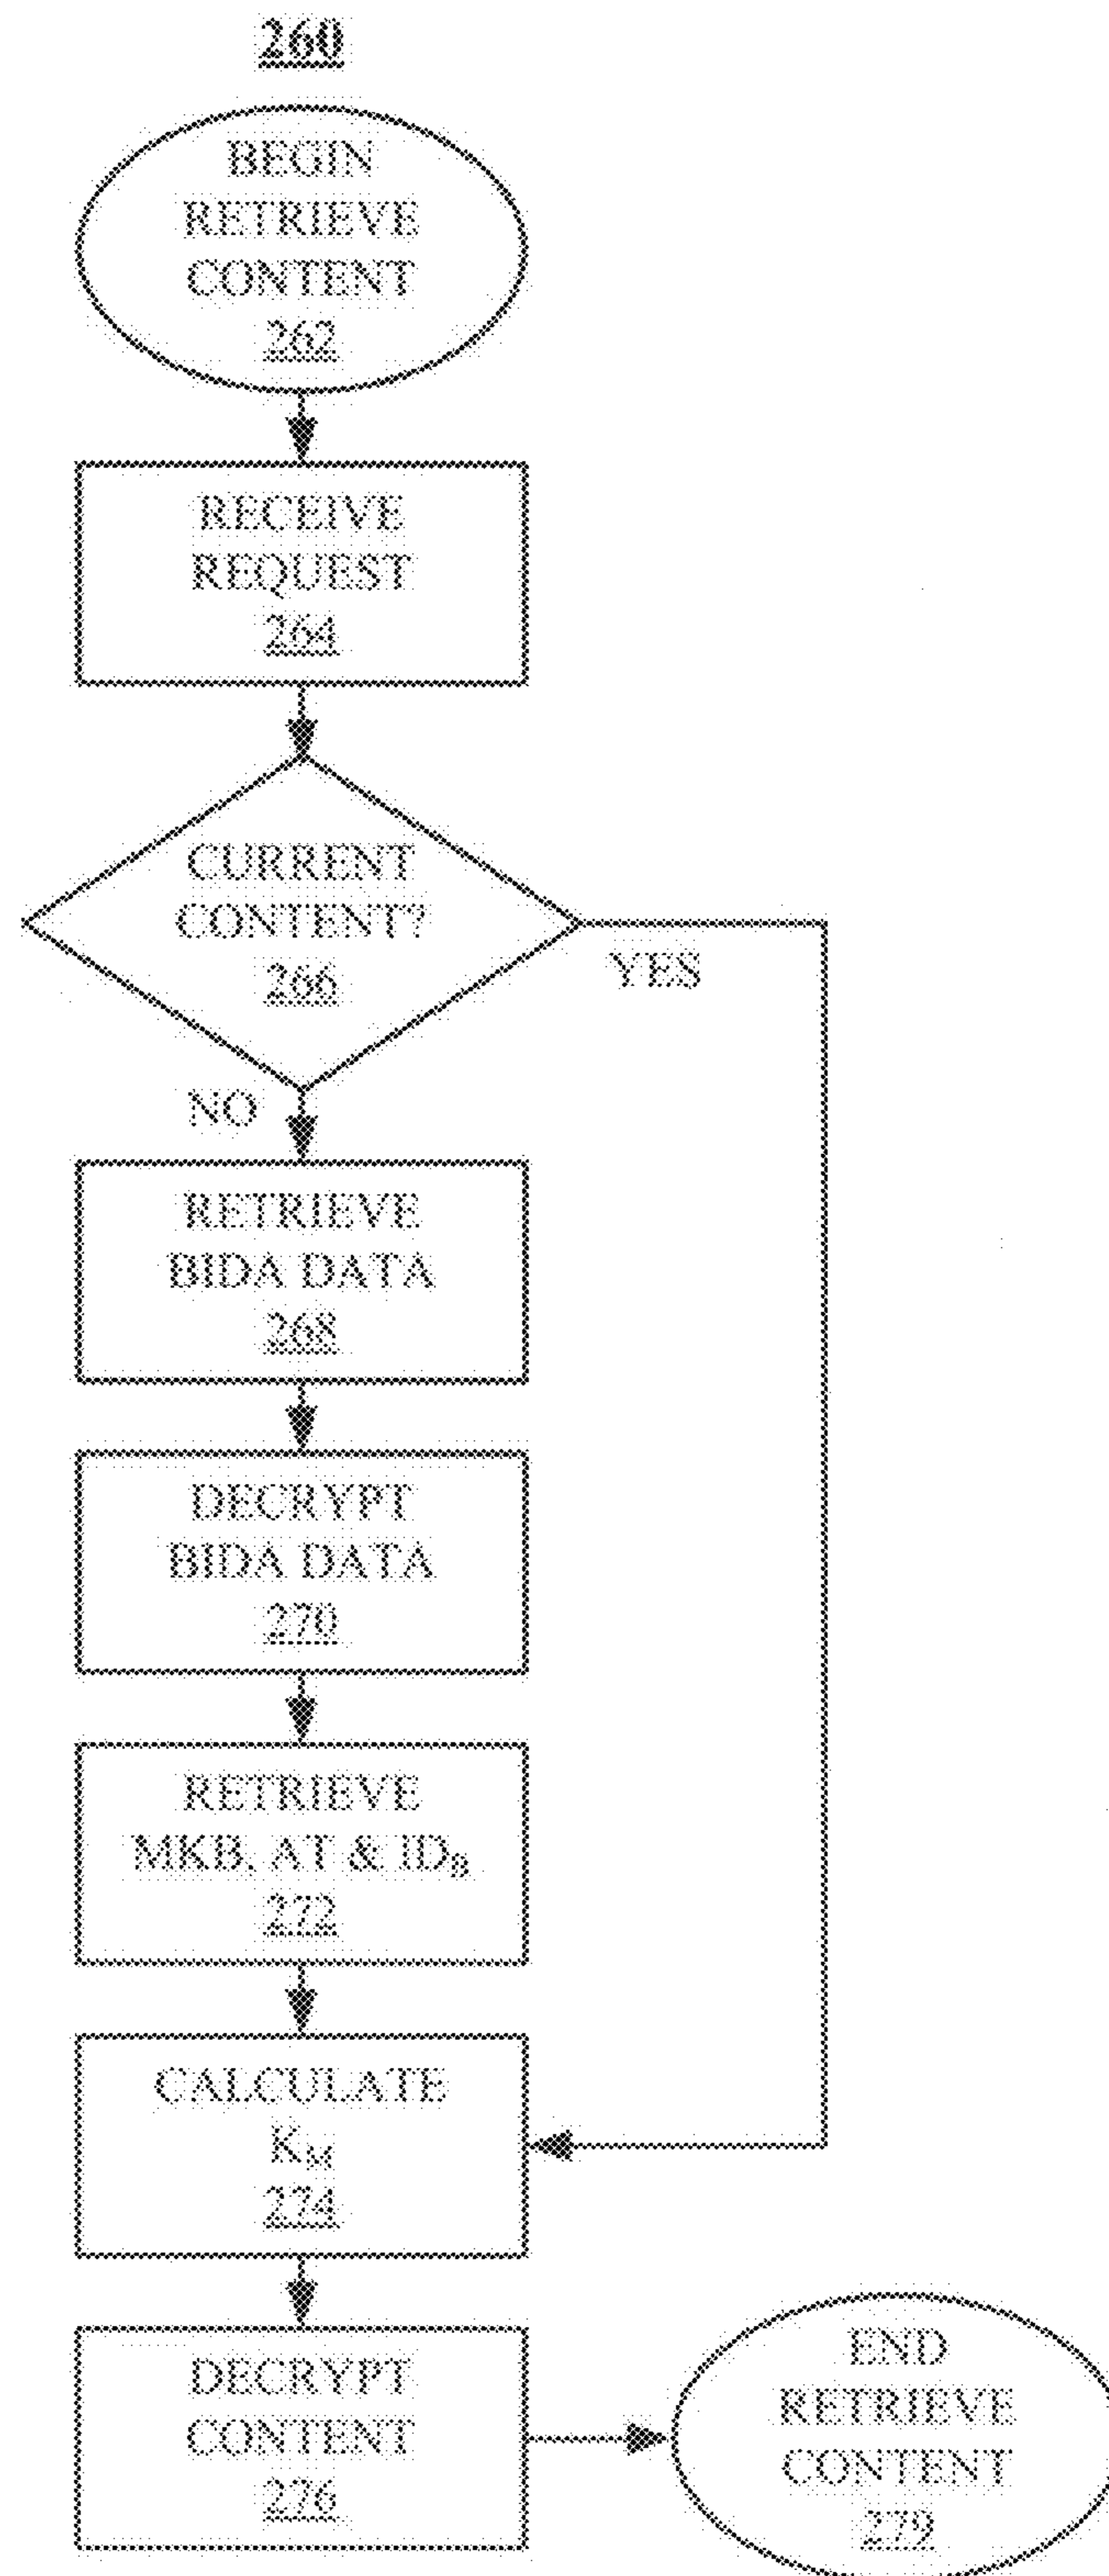 260
BEGIN
RETRIEVE
CONTENT
262
RECEIVE
REQUEST
264
CURRENT
CONTENT?
266
YES
NO
RETRIEVE
BIDA DATA
268
DECRYPT
BIDA DATA
270
RETRIEVE
MKB, AT & IDB
272
CALCULATE
KM
274
DECRYPT
CONTENT
276
END
RETRIEVE
CONTENT
279